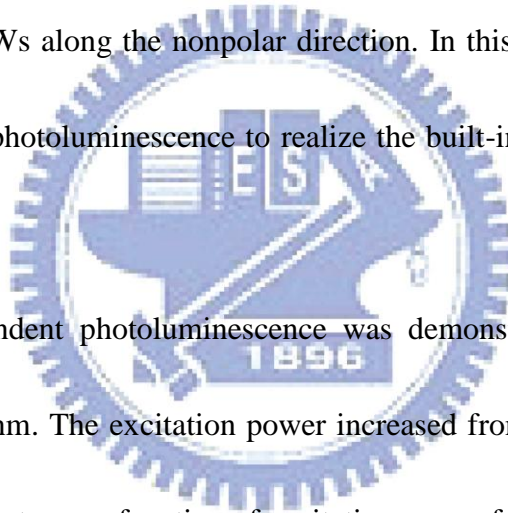 Ws along the nonpolar direction. In this
photoluminescence to realize the built-in
E S A
ndent photoluminescence was demons
1896
nm. The excitation power increased from